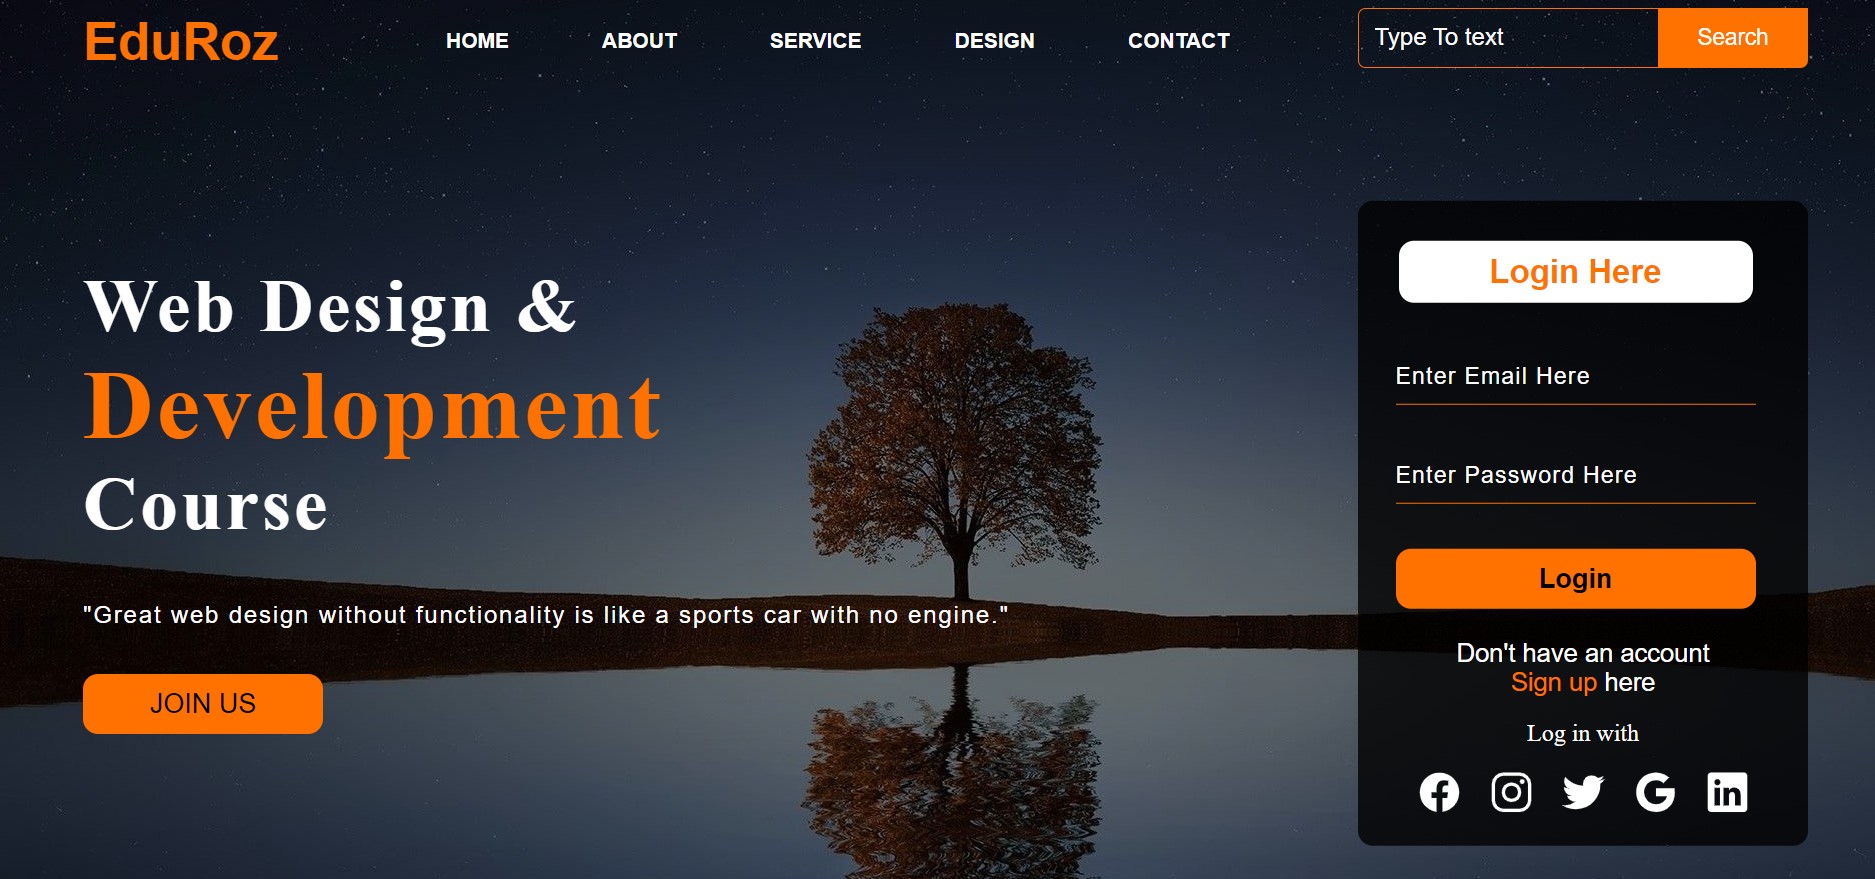 EduRoz
HOME ABOUT SERVICE DESIGN CONTACT
Type To text Search
Web Design &
Development
Course
"Great web design without functionality is like a sports car with no engine."
JOIN US
Login Here
Enter Email Here
Enter Password Here
Login
Don't have an account
Sign up here
Log in with